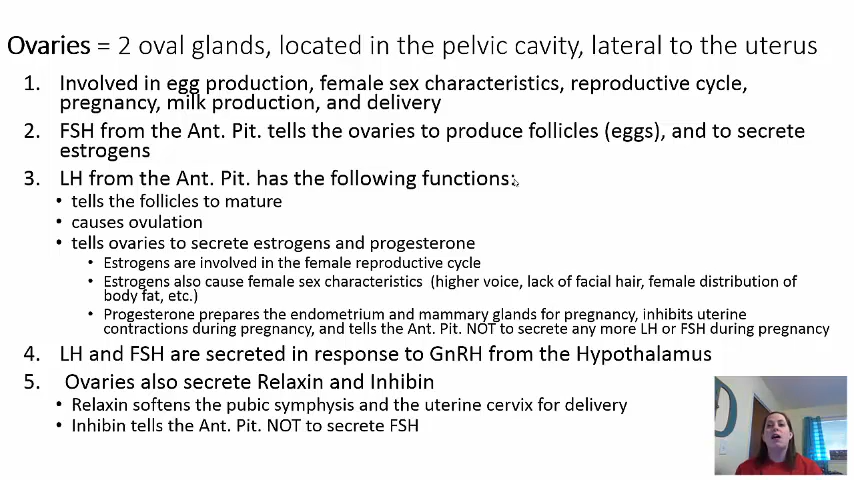 Ovaries = 2 oval glands, located in the pelvic cavity, lateral to the uterus
1. Involved in egg production, female sex characteristics, reproductive cycle,
pregnancy, milk production, and delivery
2. FSH from the Ant. Pit. tells the ovaries to produce follicles (eggs), and to secrete
estrogens
3. LH from the Ant. Pit. has the following functions:
• tells the follicles to mature
• causes ovulation
• tells ovaries to secrete estrogens and progesterone
• Estrogens are involved in the female reproductive cycle
• Estrogens also cause female sex characteristics (higher voice, lack of facial hair, female distribution of
body fat, etc.)
• Progesterone prepares the endometrium and mammary glands for pregnancy, inhibits uterine
contractions during pregnancy, and tells the Ant. Pit. NOT to secrete any more LH or FSH during pregnancy
4. LH and FSH are secreted in response to GnRH from the Hypothalamus
5. Ovaries also secrete Relaxin and Inhibin
• Relaxin softens the pubic symphysis and the uterine cervix for delivery
• Inhibin tells the Ant. Pit. NOT to secrete FSH